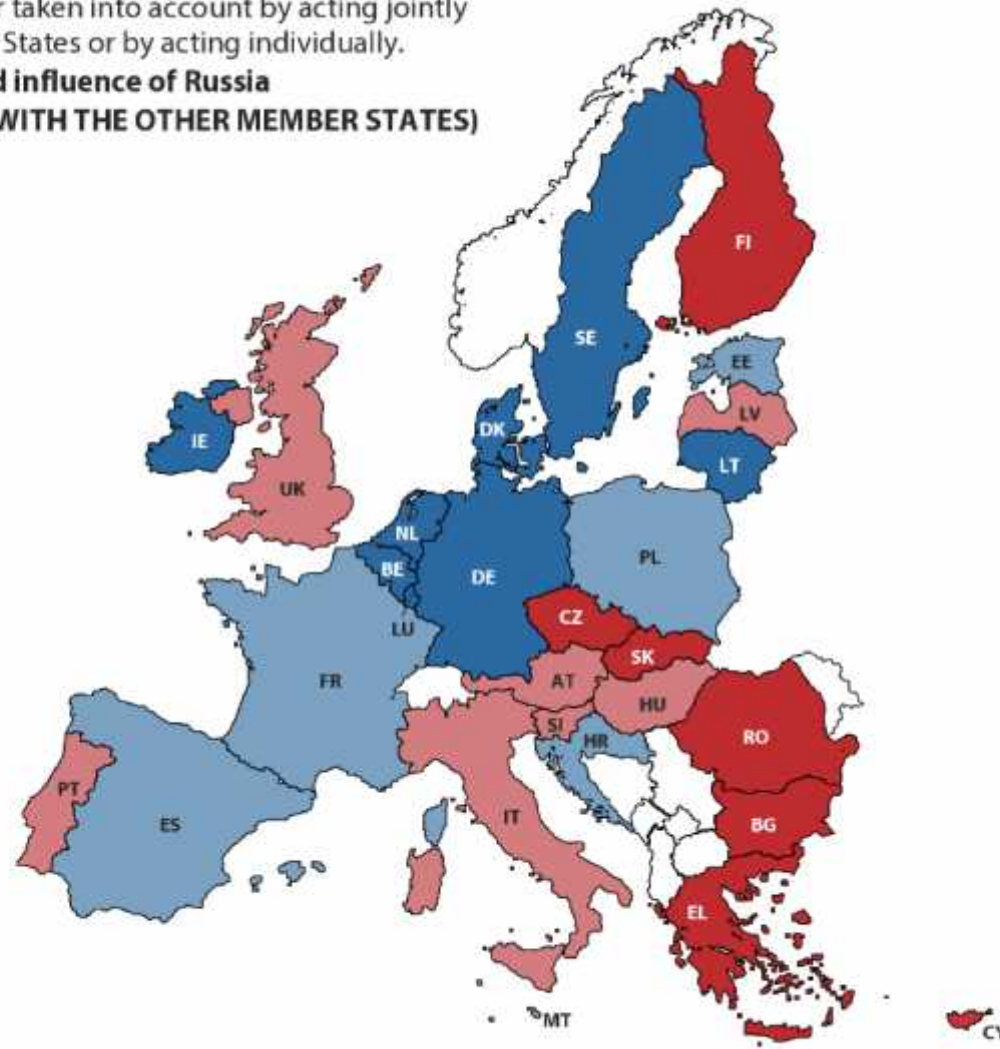 r taken into account by acting jointly
States or by acting individually.
d influence of Russia
WITH THE OTHER MEMBER STATES)
FI
SE
EE
LV
DK
IE
LT
UK
NL
PL
BE
DE
CZ
LU
SK
FR
AT
HU
SI
RO
HR
PT
IT
ES
BG
EL
MT
CY